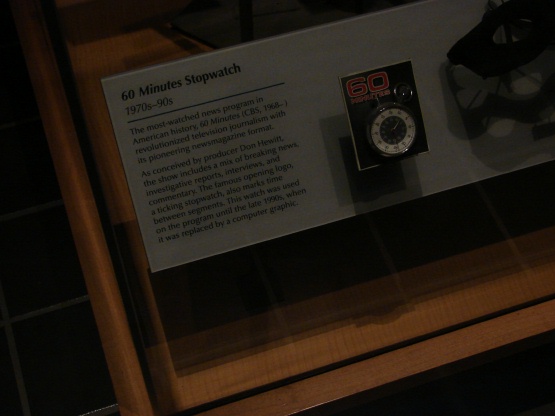 60 Minutes Stopwatch
1970s–90s
The most-watched news program in
American history, 60 Minutes (CBS, 1968– )
revolutionized television journalism with
its pioneering newsmagazine format.
As conceived by producer Don Hewitt,
the show includes a mix of breaking news,
investigative reports, interviews, and
commentary. The famous opening logo,
a ticking stopwatch, also marks time
between segments. This watch was used
on the program until the late 1990s, when
it was replaced by a computer graphic.
60
MINUTES